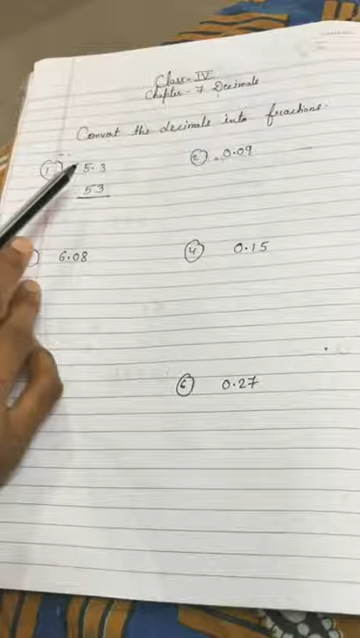 Class - IV
Chapter - 7 Decimals
Convert the decimals into fractions.
① 5.3
53
② 0.09
6.08
④ 0.15
⑥ 0.27